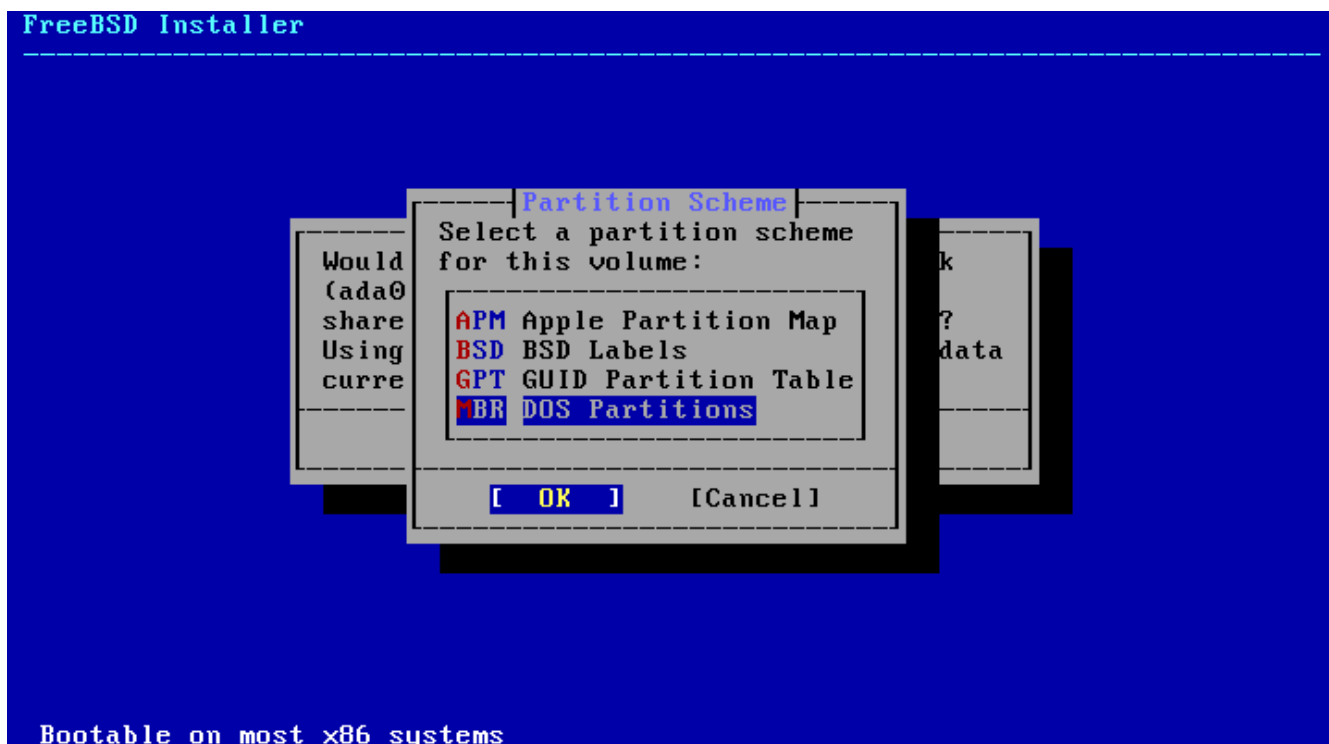 FreeBSD Installer
Partition Scheme
Select a partition scheme
for this volume:
Would
k
(ada0
share
?
Using
data
curre
APM Apple Partition Map
BSD BSD Labels
GPT GUID Partition Table
MBR DOS Partitions
[ OK ] [Cancel]
Bootable on most x86 systems